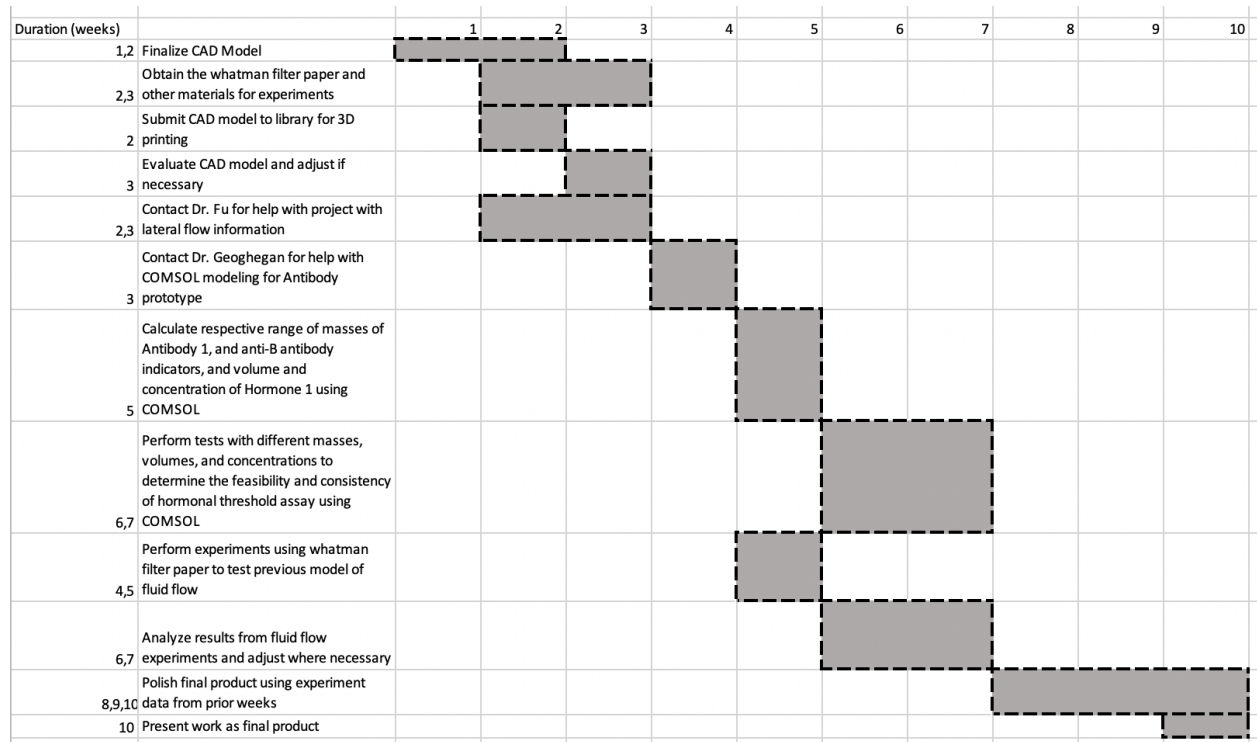 Duration (weeks) 1 2 3 4 5 6 7 8 9 10
1,2 Finalize CAD Model
Obtain the whatman filter paper and
2,3 other materials for experiments
Submit CAD model to library for 3D
2 printing
Evaluate CAD model and adjust if
3 necessary
Contact Dr. Fu for help with project with
2,3 lateral flow information
Contact Dr. Geoghegan for help with
COMSOL modeling for Antibody
3 prototype
Calculate respective range of masses of
Antibody 1, and anti-B antibody
indicators, and volume and
concentration of Hormone 1 using
5 COMSOL
Perform tests with different masses,
volumes, and concentrations to
determine the feasibility and consistency
of hormonal threshold assay using
6,7 COMSOL
Perform experiments using whatman
filter paper to test previous model of
4,5 fluid flow
Analyze results from fluid flow
6,7 experiments and adjust where necessary
Polish final product using experiment
8,9,10 data from prior weeks
10 Present work as final product